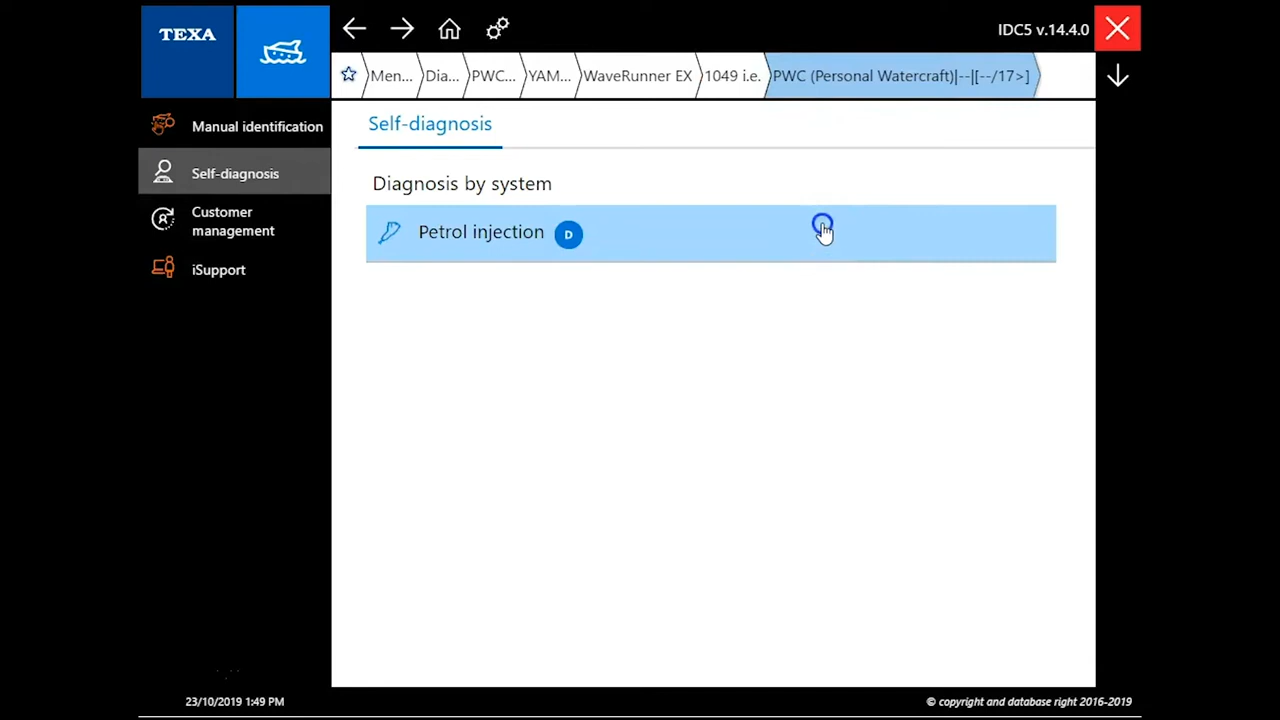 TEXA
IDC5 v.14.4.0
Men... Dia... PWC... YAM... WaveRunner EX 1049 i.e. PWC (Personal Watercraft)|--|[--/17>]
Manual identification
Self-diagnosis
Customer
management
iSupport
Self-diagnosis
Diagnosis by system
Petrol injection D
23/10/2019 1:49 PM
© copyright and database right 2016-2019